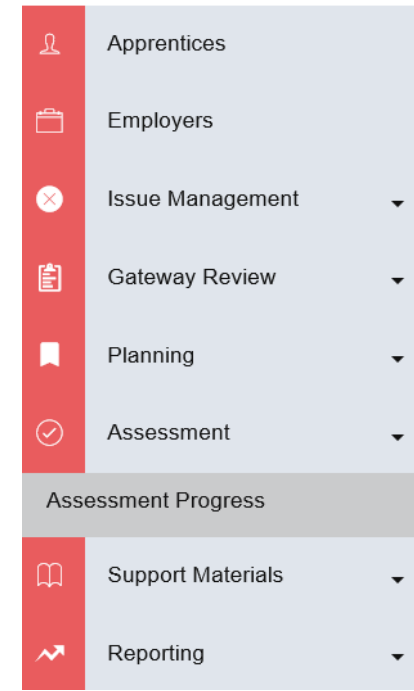 Apprentices
Employers
Issue Management
Gateway Review
Planning
Assessment
Assessment Progress
Support Materials
Reporting